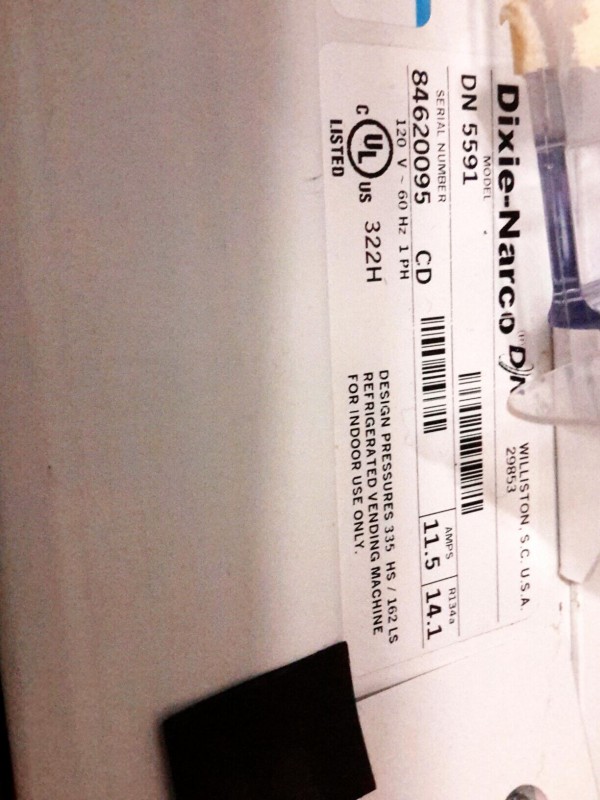 Dixie-Narco
WILLISTON, S.C. U.S.A.
29853
MODEL
DN 5591
SERIAL NUMBER
84620095 CD
AMPS
11.5
R134a
14.1
120 V ~ 60 Hz 1 PH
C UL US
LISTED
322H
DESIGN PRESSURES 335 HS / 162 LS
REFRIGERATED VENDING MACHINE
FOR INDOOR USE ONLY.